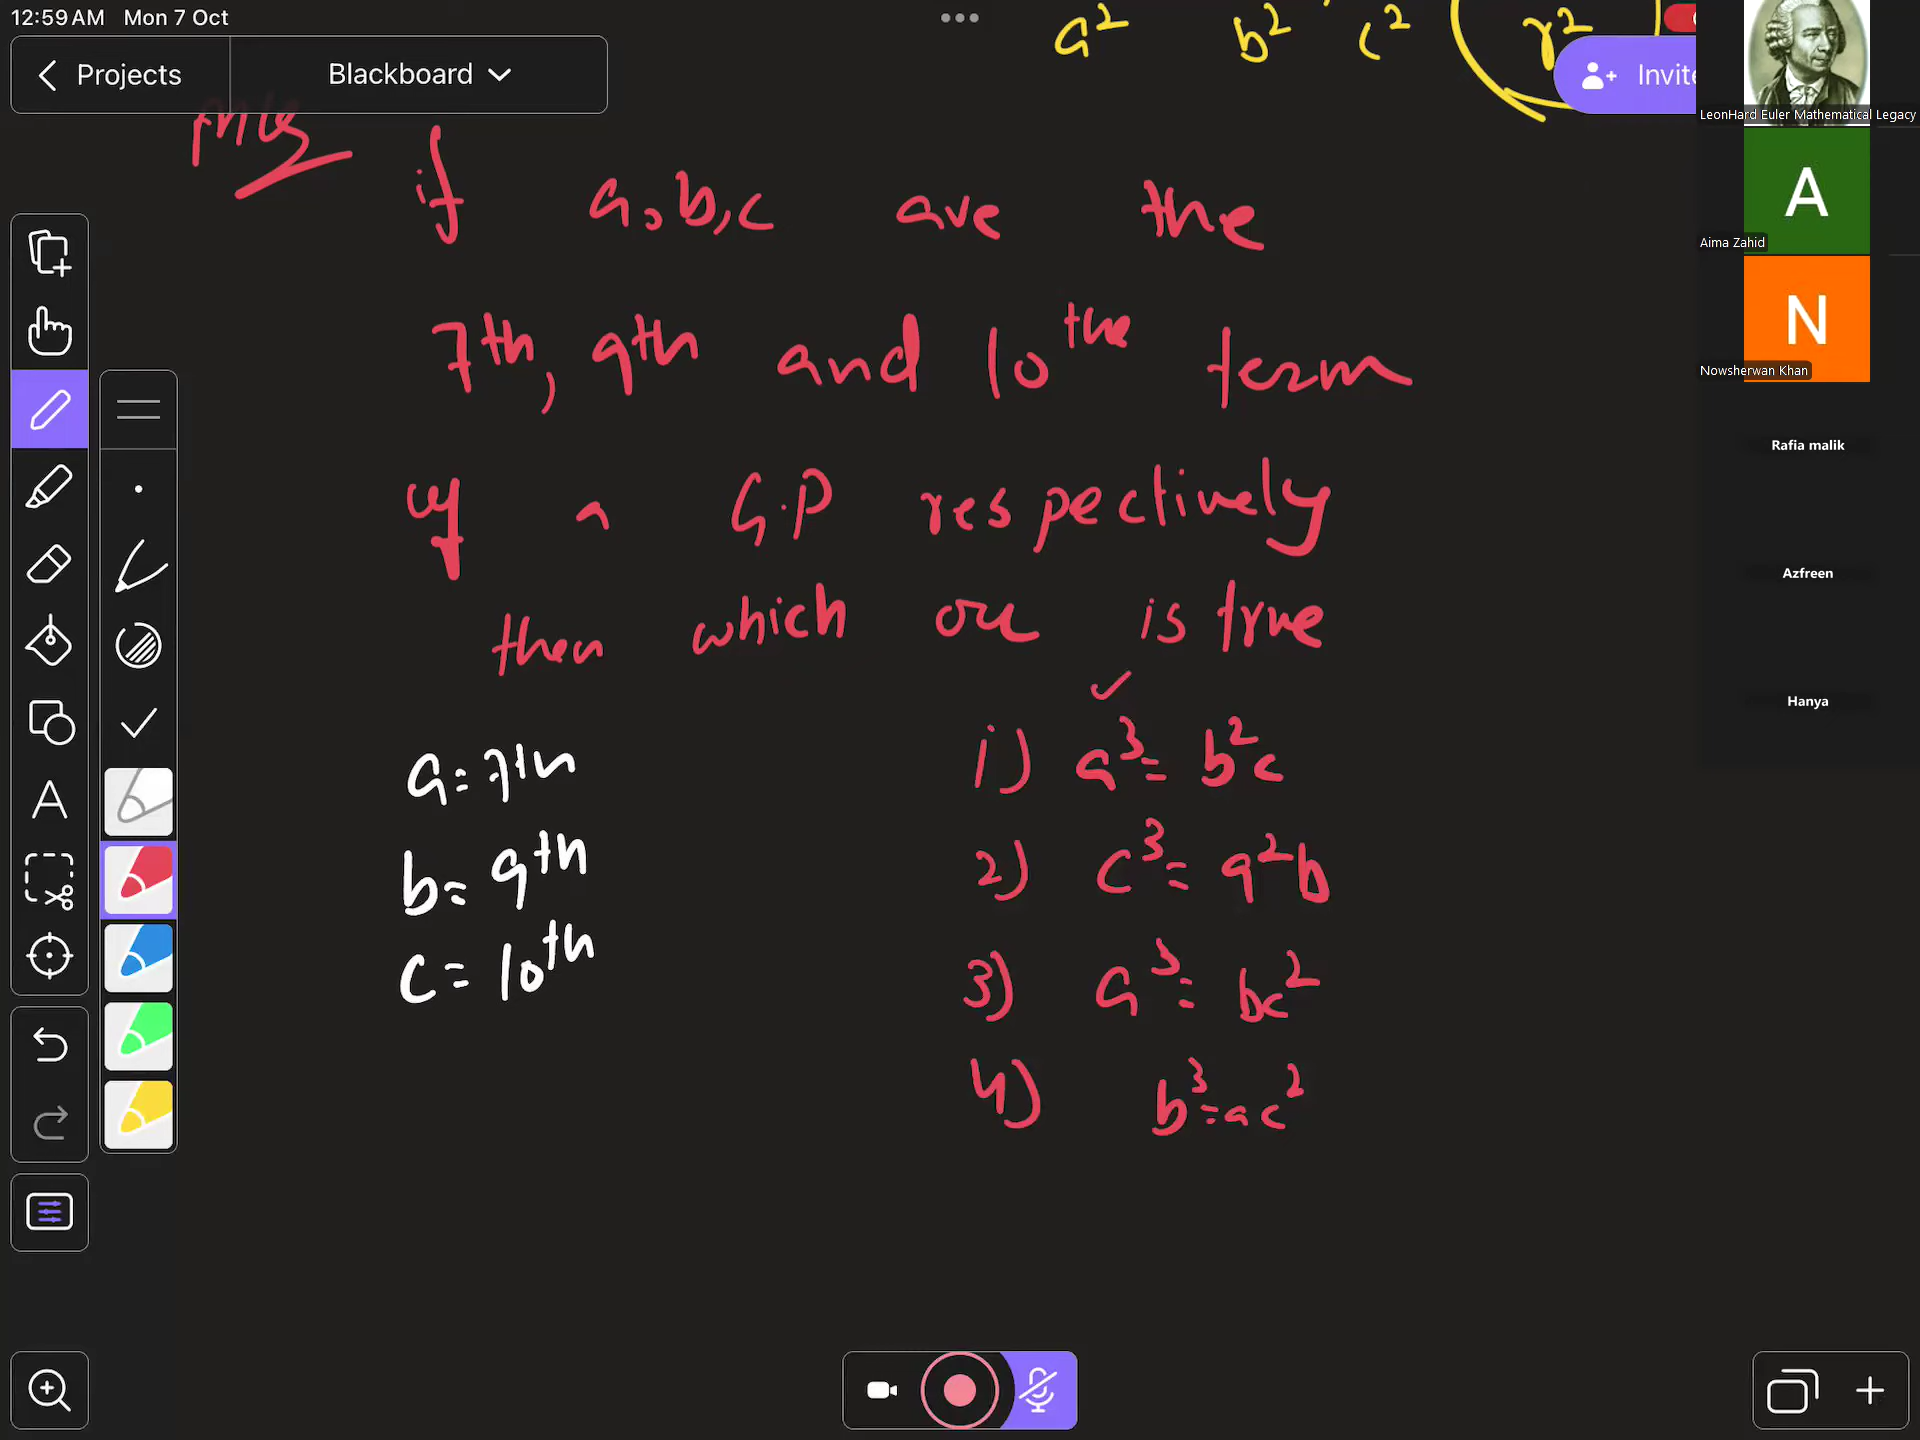 12:59 AM Mon 7 Oct
a² b² c² r²
Projects
Blackboard
Invite
LeonHard Euler Mathematical Legacy
if a,b,c are the
A
Aima Zahid
7th, 9th and 10the term
N
Nowsherwan Khan
Rafia malik
of a G.P respectively
Azfreen
then which one is true
Hanya
1) a³ = b²c
a = 7th
2) c³ = a²b
b = 9th
3) a³ = bc²
c = 10th
4) b³ = ac²